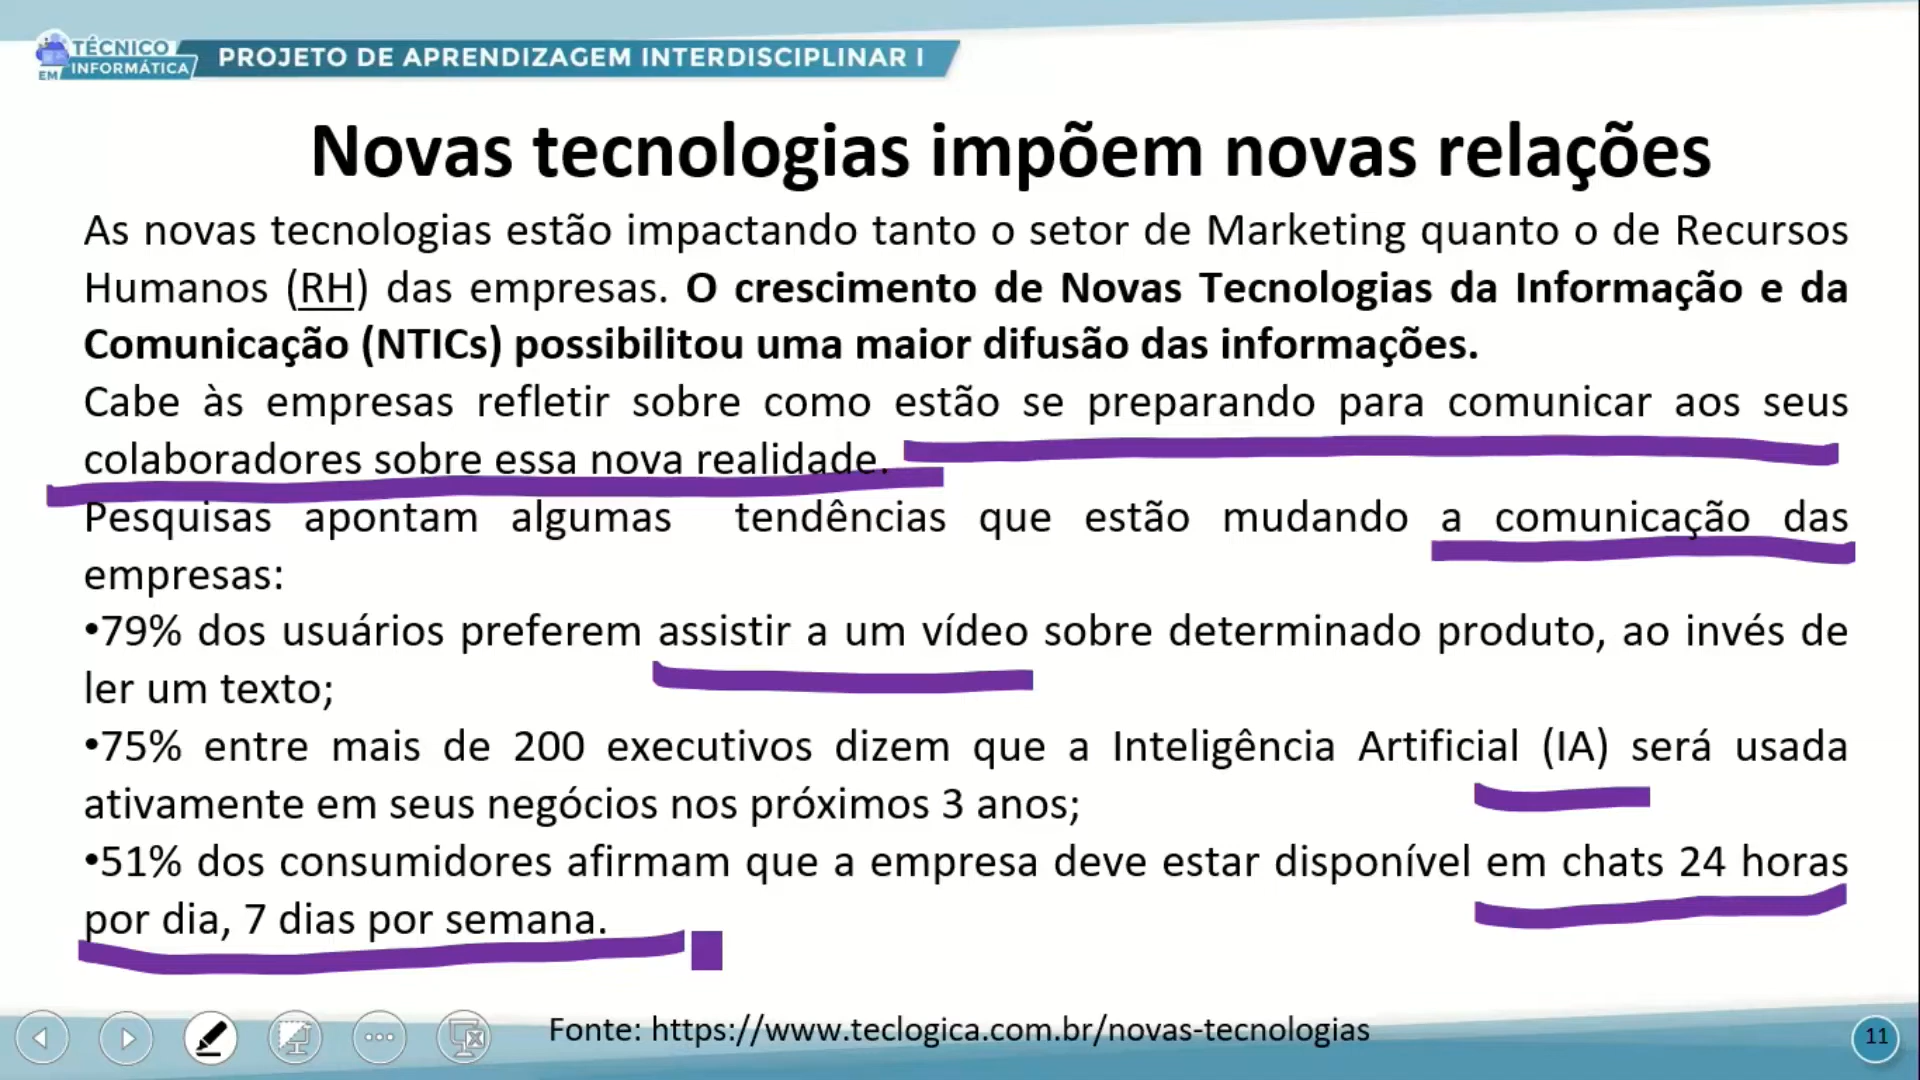 TÉCNICO
EM INFORMÁTICA
PROJETO DE APRENDIZAGEM INTERDISCIPLINAR I
Novas tecnologias impõem novas relações
As novas tecnologias estão impactando tanto o setor de Marketing quanto o de Recursos
Humanos (RH) das empresas. O crescimento de Novas Tecnologias da Informação e da
Comunicação (NTICs) possibilitou uma maior difusão das informações.
Cabe às empresas refletir sobre como estão se preparando para comunicar aos seus
colaboradores sobre essa nova realidade.
Pesquisas apontam algumas tendências que estão mudando a comunicação das
empresas:
•79% dos usuários preferem assistir a um vídeo sobre determinado produto, ao invés de
ler um texto;
•75% entre mais de 200 executivos dizem que a Inteligência Artificial (IA) será usada
ativamente em seus negócios nos próximos 3 anos;
•51% dos consumidores afirmam que a empresa deve estar disponível em chats 24 horas
por dia, 7 dias por semana.
Fonte: https://www.teclogica.com.br/novas-tecnologias
11